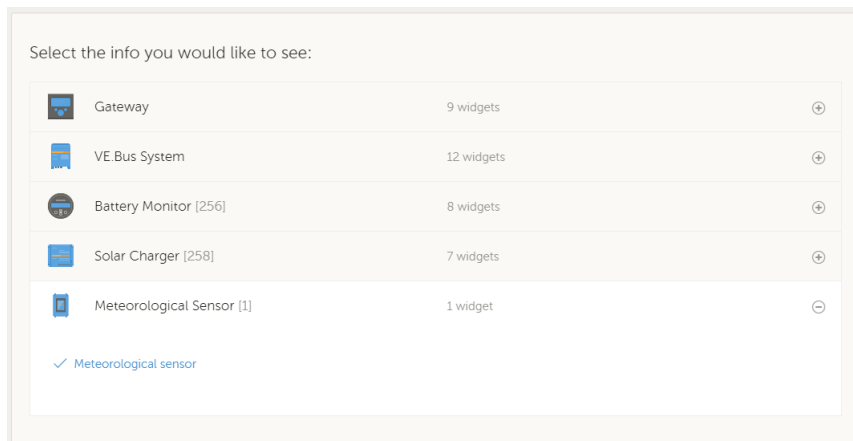 Select the info you would like to see:
Gateway 9 widgets
VE.Bus System 12 widgets
Battery Monitor [256] 8 widgets
Solar Charger [258] 7 widgets
Meteorological Sensor [1] 1 widget
Meteorological sensor